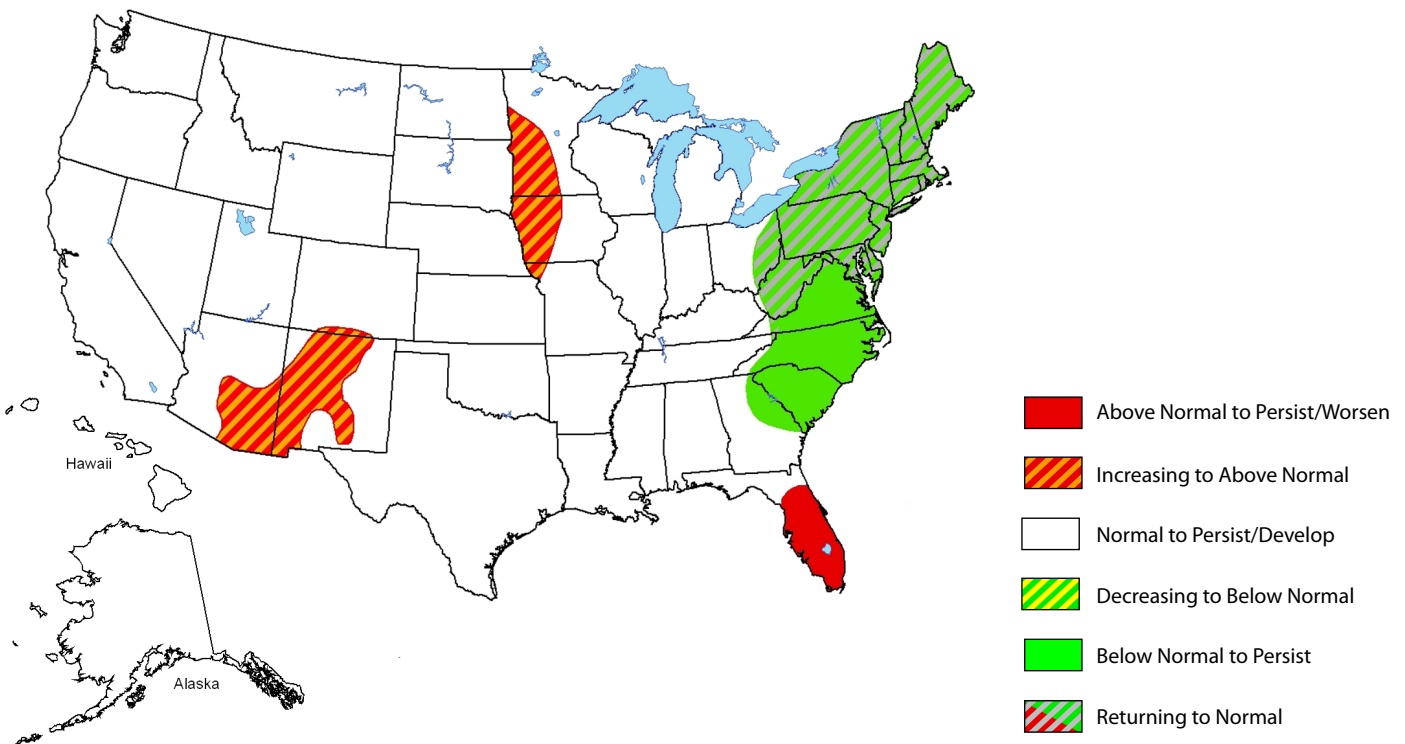 Hawaii
Alaska
Above Normal to Persist/Worsen
Increasing to Above Normal
Normal to Persist/Develop
Decreasing to Below Normal
Below Normal to Persist
Returning to Normal